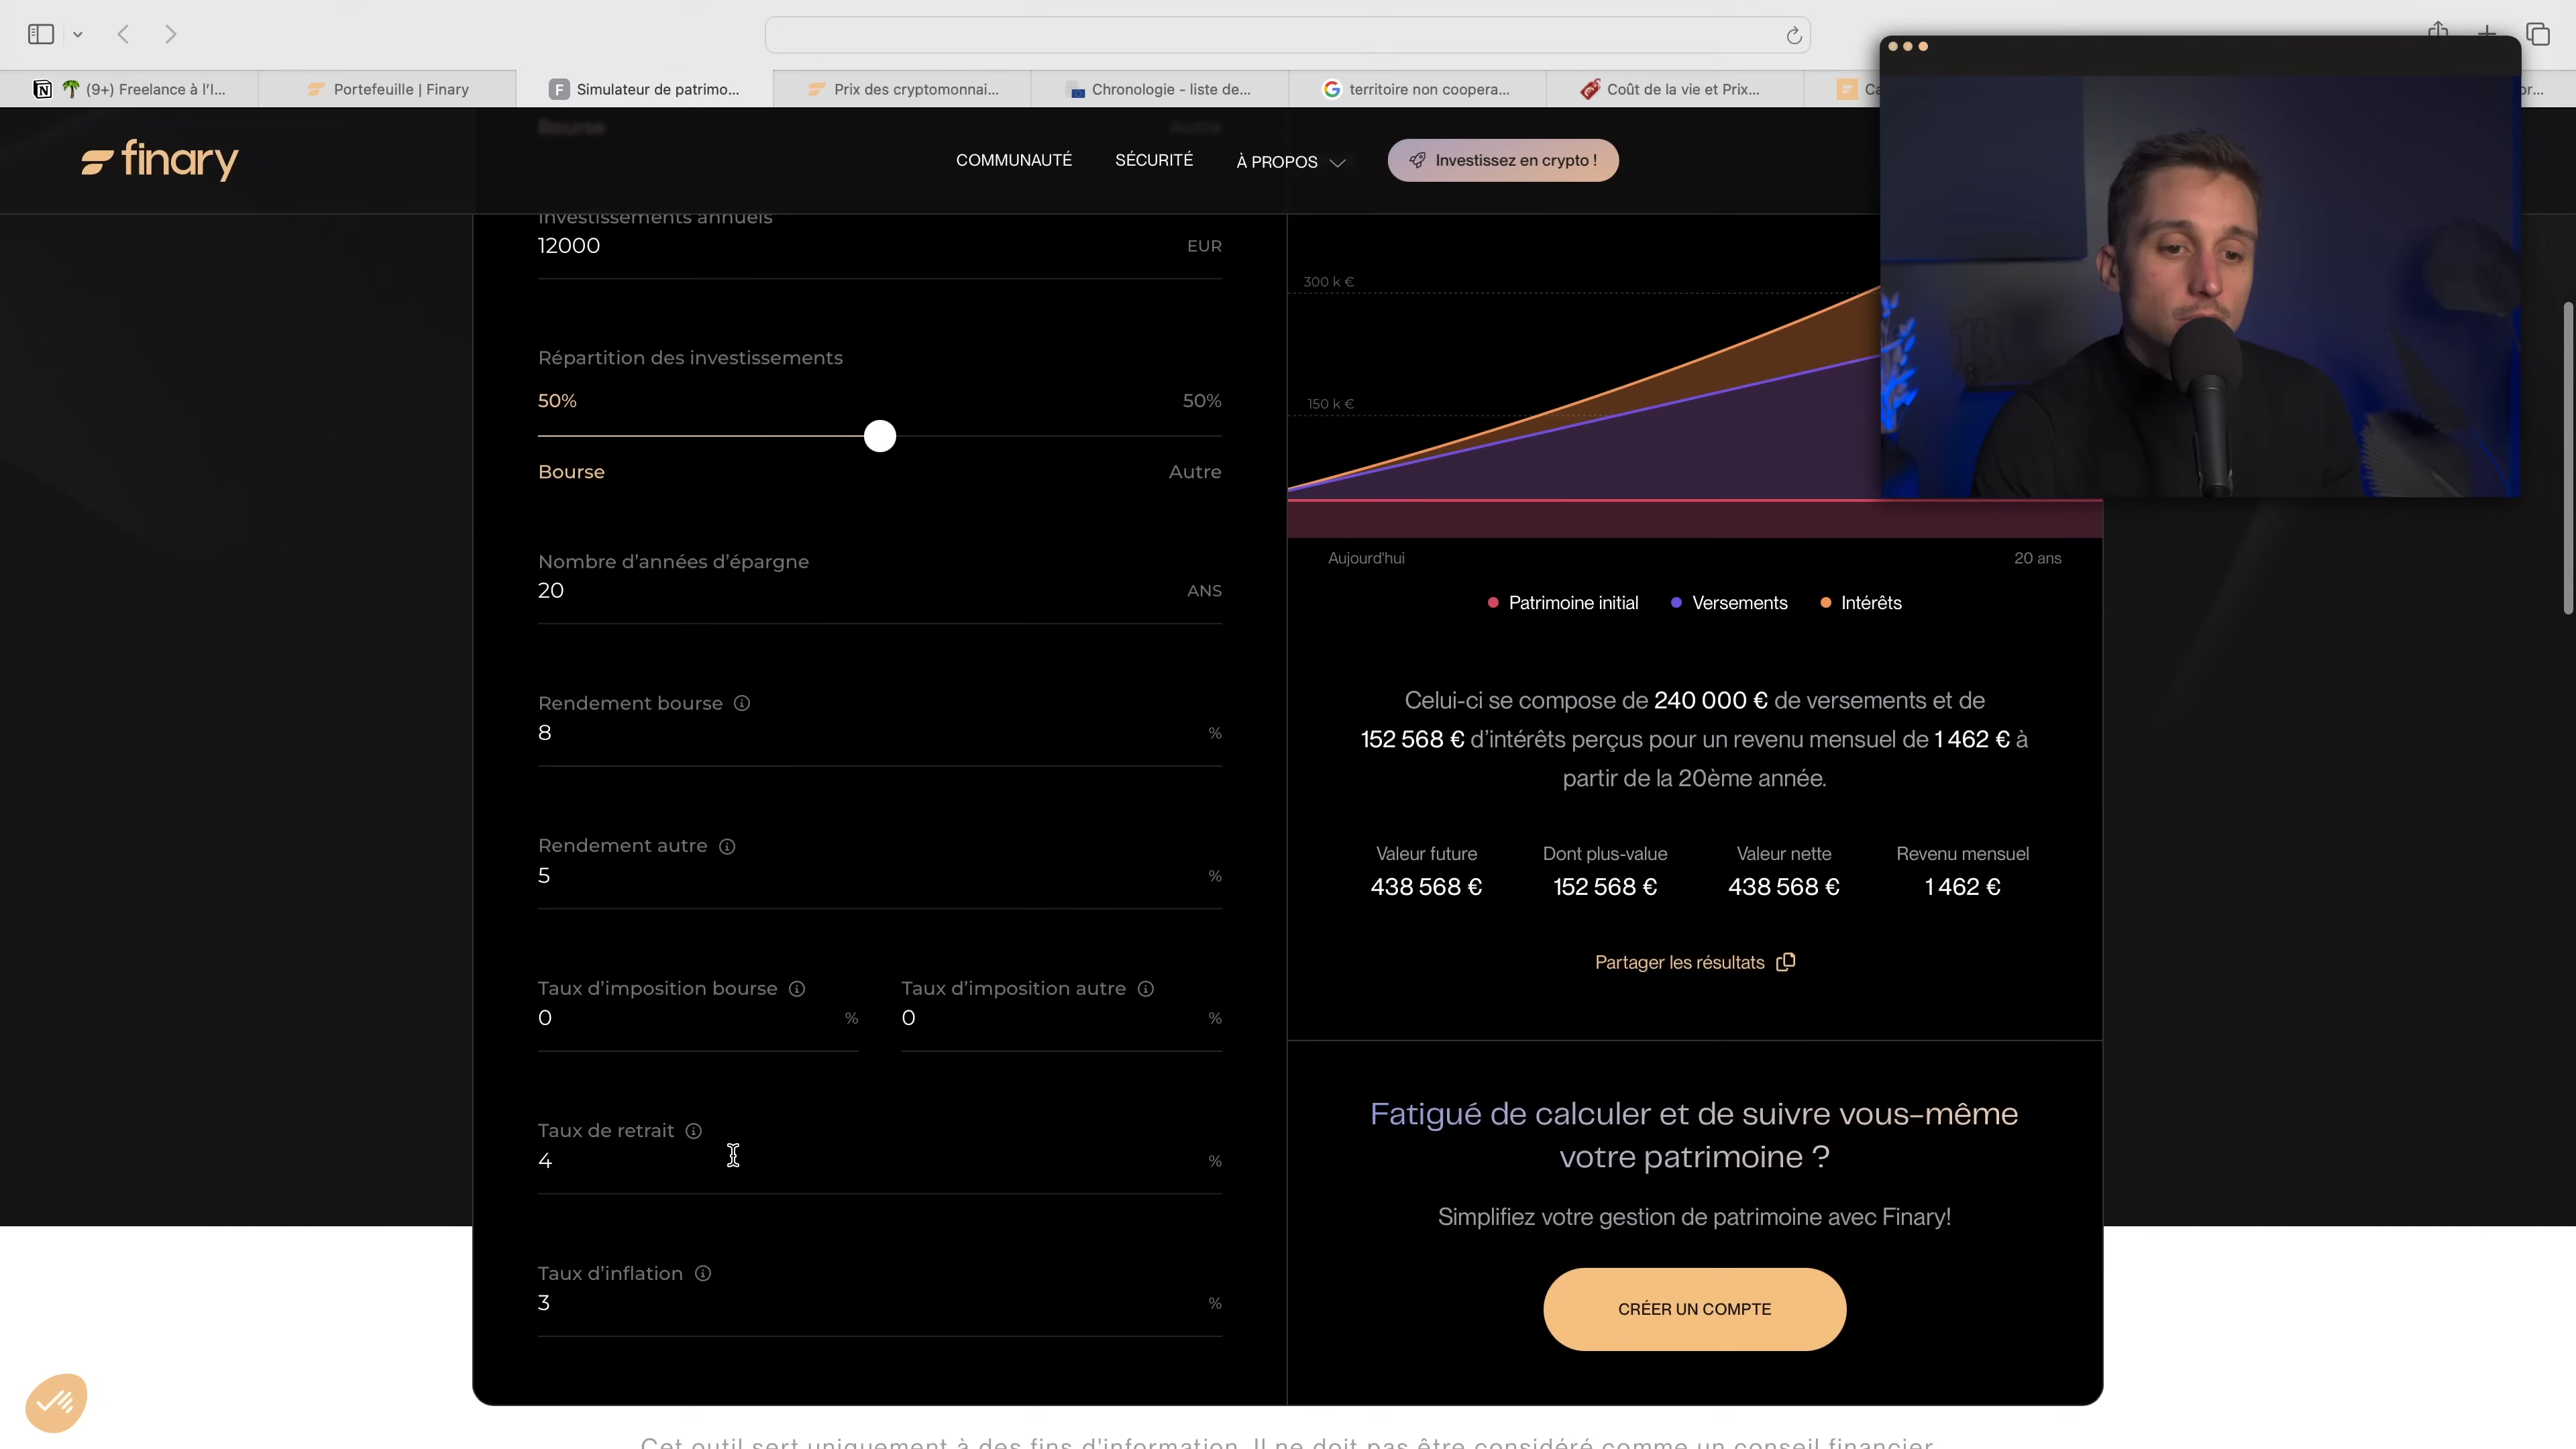 (9+) Freelance à l'I...
Portefeuille | Finary
Simulateur de patrimo...
Prix des cryptomonnai...
Chronologie - liste de...
territoire non coopera...
Coût de la vie et Prix...
finary
COMMUNAUTÉ
SÉCURITÉ
À PROPOS
Investissez en crypto !
Bourse
Autre
Investissements annuels
12000
EUR
Répartition des investissements
50%
50%
Bourse
Autre
Nombre d'années d'épargne
20
ANS
Rendement bourse
8
%
Rendement autre
5
%
Taux d'imposition bourse
0
%
Taux d'imposition autre
0
%
Taux de retrait
4
%
Taux d'inflation
3
%
300 k €
150 k €
Aujourd'hui
20 ans
Patrimoine initial
Versements
Intérêts
Celui-ci se compose de 240 000 € de versements et de
152 568 € d'intérêts perçus pour un revenu mensuel de 1 462 € à
partir de la 20ème année.
Valeur future
438 568 €
Dont plus-value
152 568 €
Valeur nette
438 568 €
Revenu mensuel
1 462 €
Partager les résultats
Fatigué de calculer et de suivre vous-même
votre patrimoine ?
Simplifiez votre gestion de patrimoine avec Finary!
CRÉER UN COMPTE
Cet outil sert uniquement à des fins d'information. Il ne doit pas être considéré comme un conseil financier